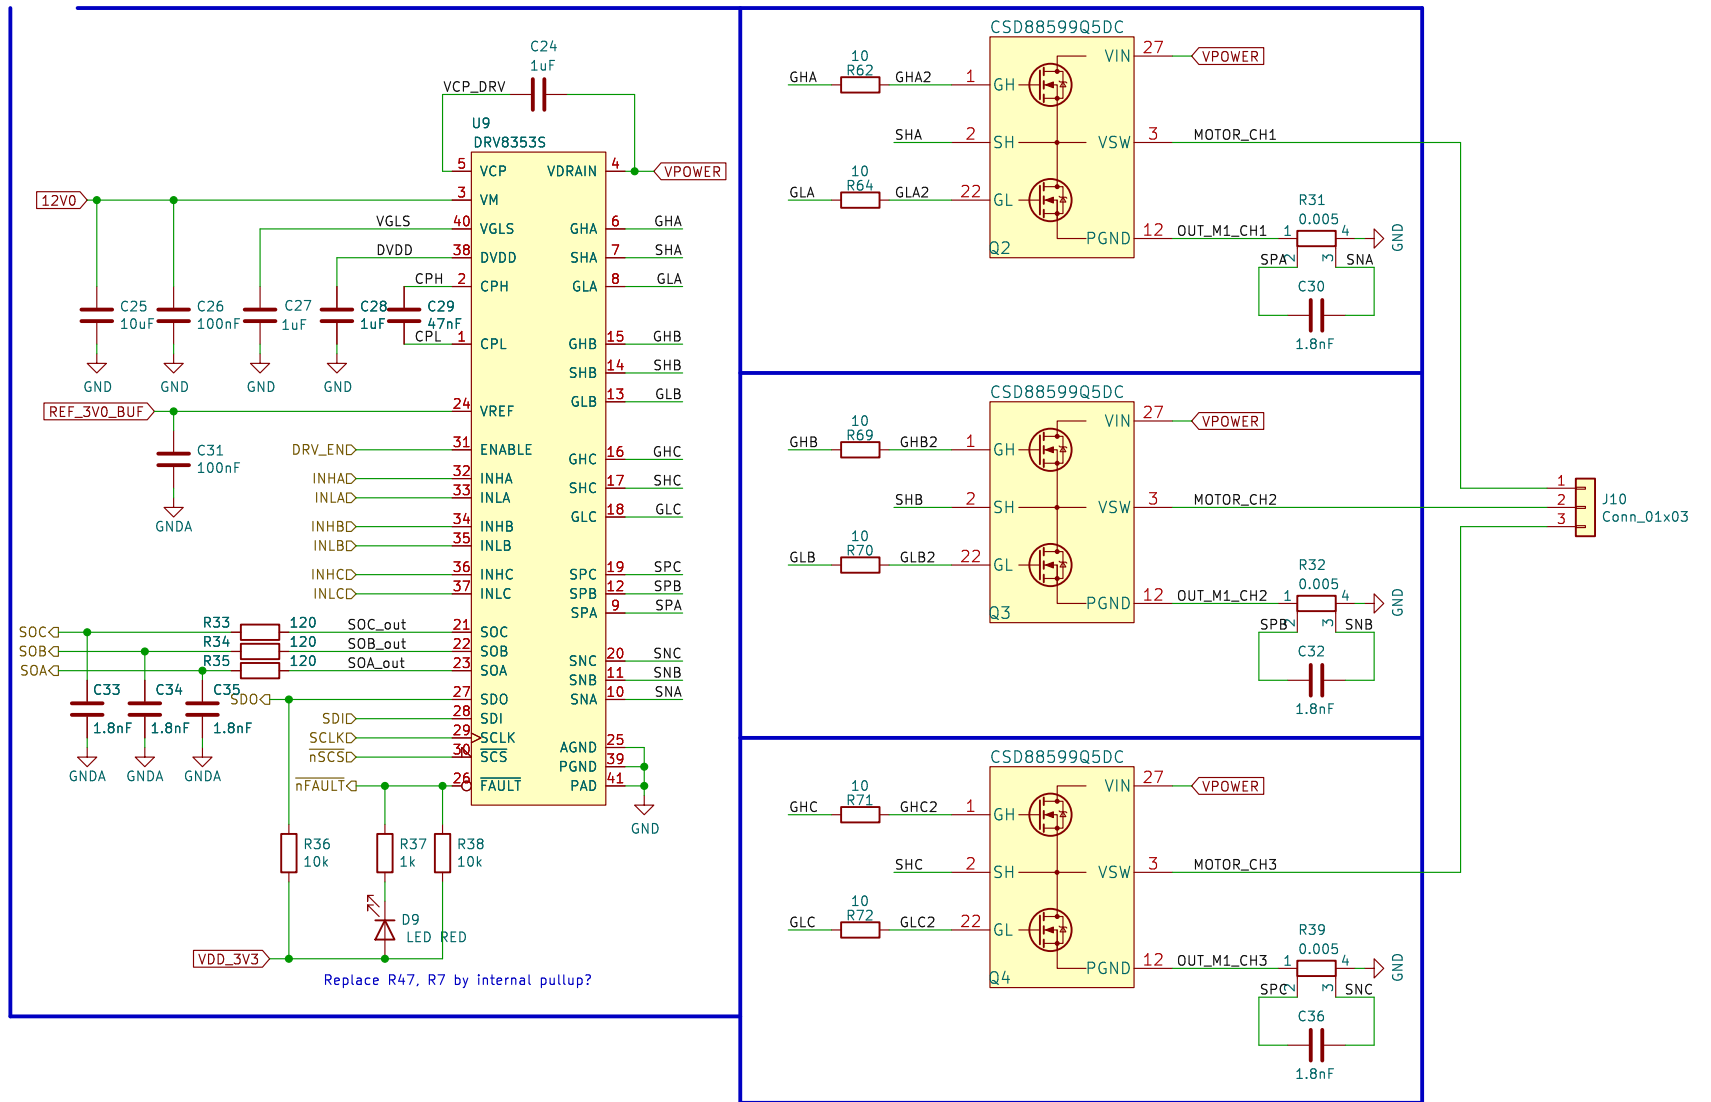 C24
1uF
VCP_DRV
U9
DRV8353S
5 VCP
VDRAIN 4
VPOWER
12V0
3 VM
VGLS 40 VGLS
GHA 6 GHA
DVDD 38 DVDD
SHA 7 SHA
CPH 2 CPH
GLA 8 GLA
C25
10uF
C26
100nF
C27
1uF
C28
1uF
C29
47nF
CPL 1 CPL
GHB 15 GHB
GND
GND
GND
GND
SHB 14 SHB
GLB 13 GLB
REF_3V0_BUF
24 VREF
C31
100nF
GNDA
DRV_EN 31 ENABLE
GHC 16 GHC
INHA 32 INHA
SHC 17 SHC
INLA 33 INLA
GLC 18 GLC
INHB 34 INHB
INLB 35 INLB
INHC 36 INHC
SPC 19 SPC
INLC 37 INLC
SPB 12 SPB
SPA 9 SPA
SOC R33 120 SOC_out 21 SOC
SOB R34 120 SOB_out 22 SOB
SOA R35 120 SOA_out 23 SOA
SNC 20 SNC
SNB 11 SNB
SNA 10 SNA
C33
1.8nF
C34
1.8nF
C35
1.8nF
GNDA
GNDA
GNDA
SDO 27 SDO
SDI 28 SDI
SCLK 29 SCLK
nSCS 30 SCS
AGND 25
PGND 39
nFAULT 26 FAULT
PAD 41
GND
R36
10k
R37
1k
R38
10k
D9
LED RED
VDD_3V3
Replace R47, R7 by internal pullup?
CSD88599Q5DC
10
R62
GHA GHA2 1 GH
VIN 27 VPOWER
SHA 2 SH
VSW 3 MOTOR_CH1
10
R64
GLA GLA2 22 GL
PGND 12 OUT_M1_CH1
Q2
R31
0.005
1 4
GND
SPA 2 3 SNA
C30
1.8nF
CSD88599Q5DC
10
R69
GHB GHB2 1 GH
VIN 27 VPOWER
SHB 2 SH
VSW 3 MOTOR_CH2
10
R70
GLB GLB2 22 GL
PGND 12 OUT_M1_CH2
Q3
R32
0.005
1 4
GND
SPB 2 3 SNB
C32
1.8nF
1
2
3
J10
Conn_01x03
CSD88599Q5DC
10
R71
GHC GHC2 1 GH
VIN 27 VPOWER
SHC 2 SH
VSW 3 MOTOR_CH3
10
R72
GLC GLC2 22 GL
PGND 12 OUT_M1_CH3
Q4
R39
0.005
1 4
GND
SPC 2 3 SNC
C36
1.8nF